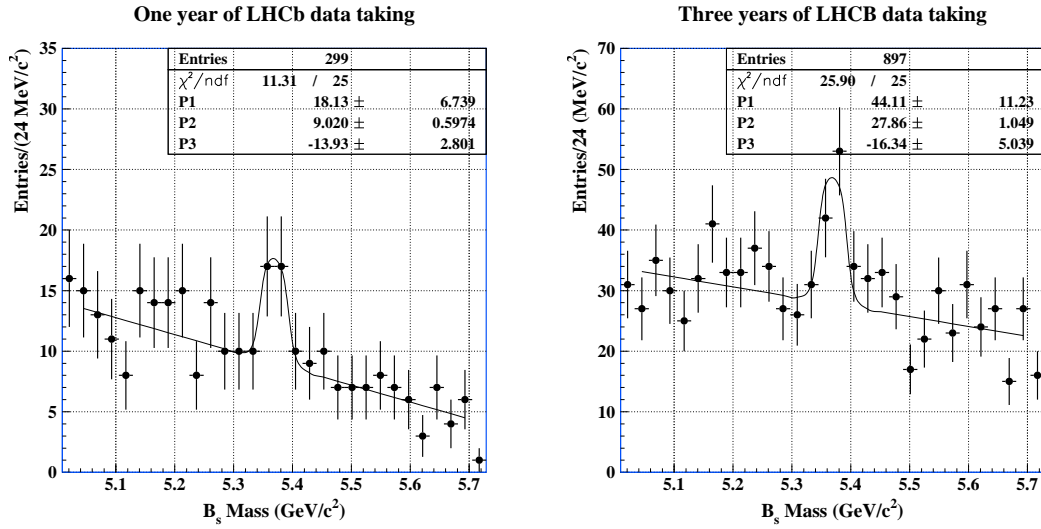 One year of LHCb data taking
Entries/(24 MeV/c²)
35
30
25
20
15
10
5
0
Entries 299
χ²/ndf 11.31 / 25
P1 18.13 ± 6.739
P2 9.020 ± 0.5974
P3 -13.93 ± 2.801
5.1 5.2 5.3 5.4 5.5 5.6 5.7
Bs Mass (GeV/c²)
Three years of LHCB data taking
Entries/24 (MeV/c²)
70
60
50
40
30
20
10
0
Entries 897
χ²/ndf 25.90 / 25
P1 44.11 ± 11.23
P2 27.86 ± 1.049
P3 -16.34 ± 5.039
5.1 5.2 5.3 5.4 5.5 5.6 5.7
Bs Mass (GeV/c²)